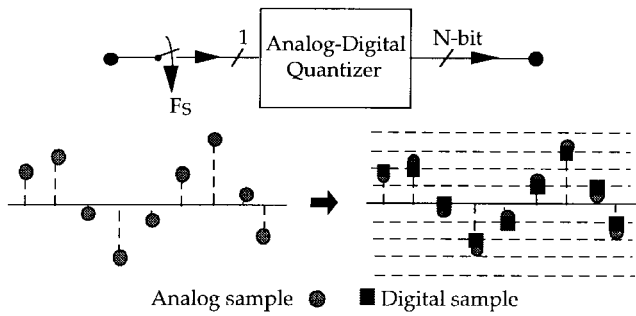 1
Analog-Digital
Quantizer
N-bit
FS
Analog sample
Digital sample